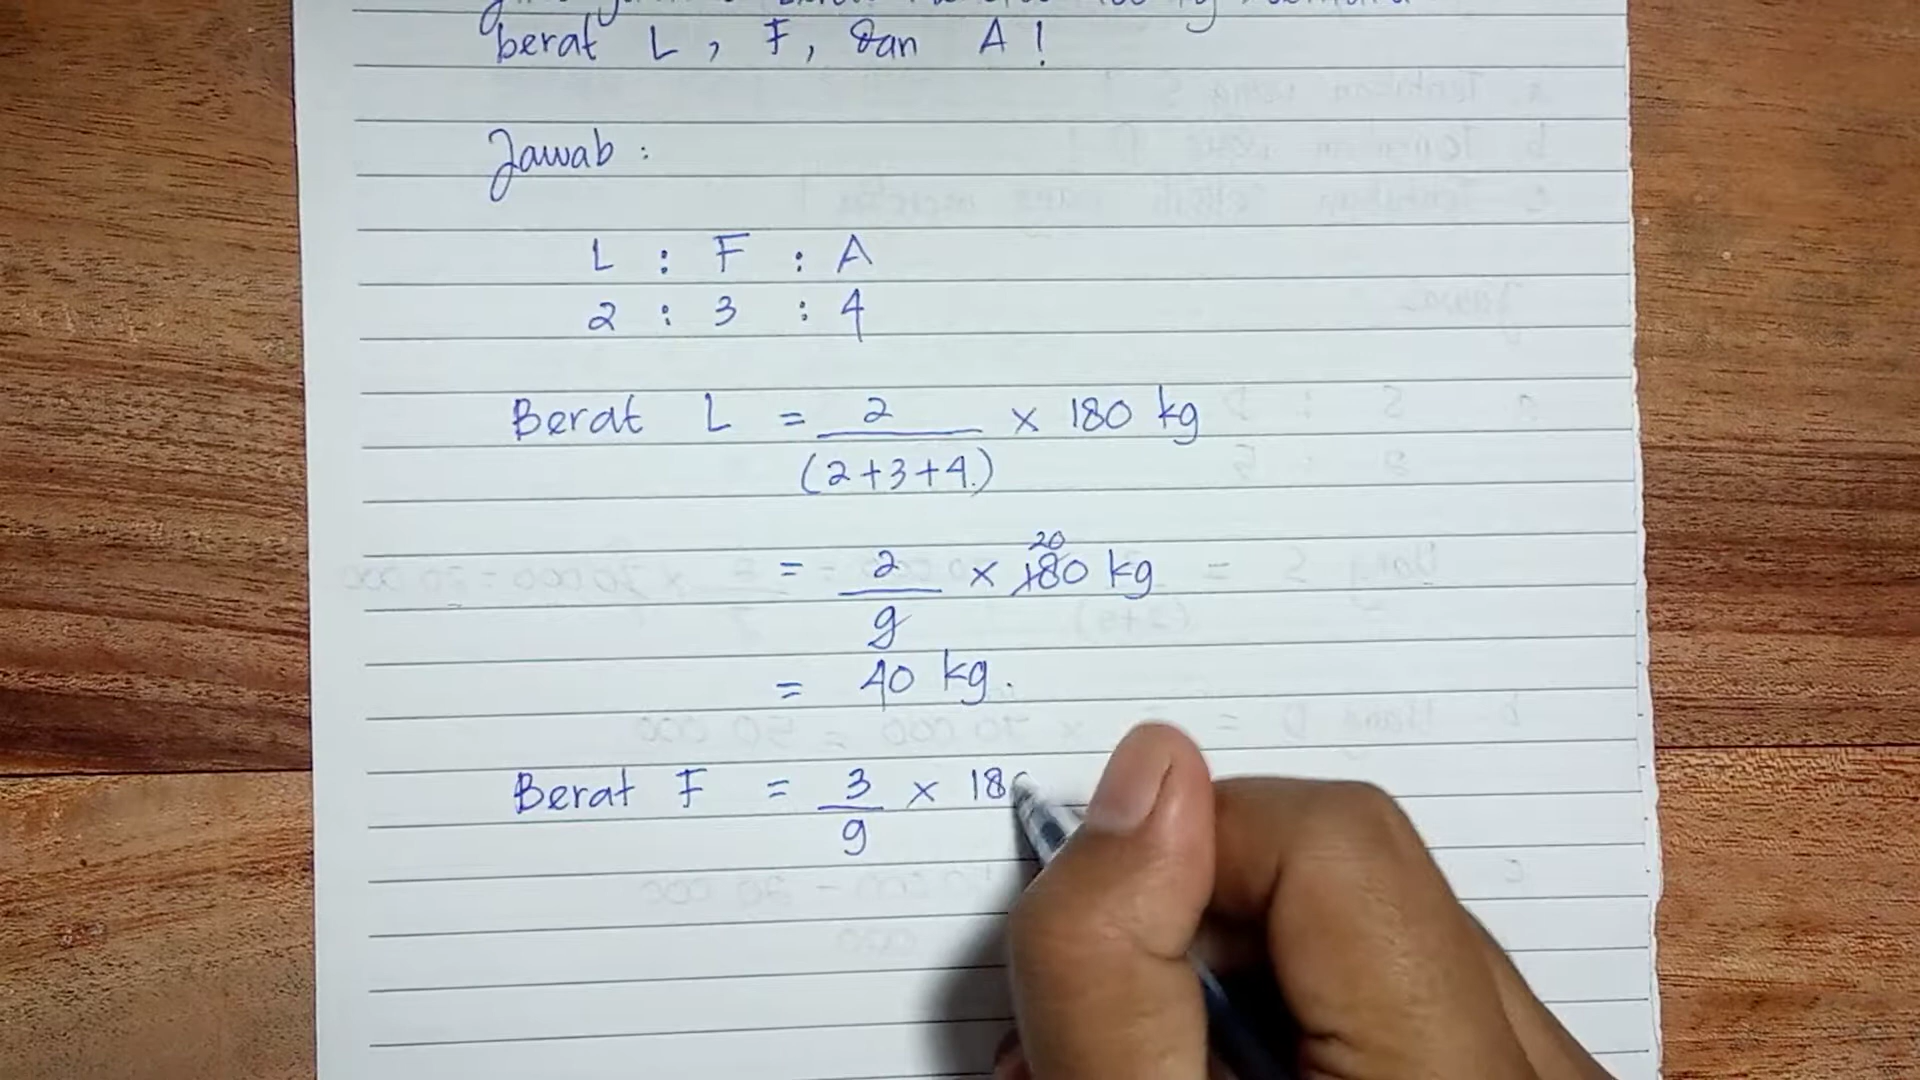 berat L, F, dan A!
Jawab :
L : F : A
2 : 3 : 4
Berat L = 2 × 180 kg
(2+3+4)
20
= 2 × 180 kg
9
= 40 kg.
Berat F = 3 × 18
9